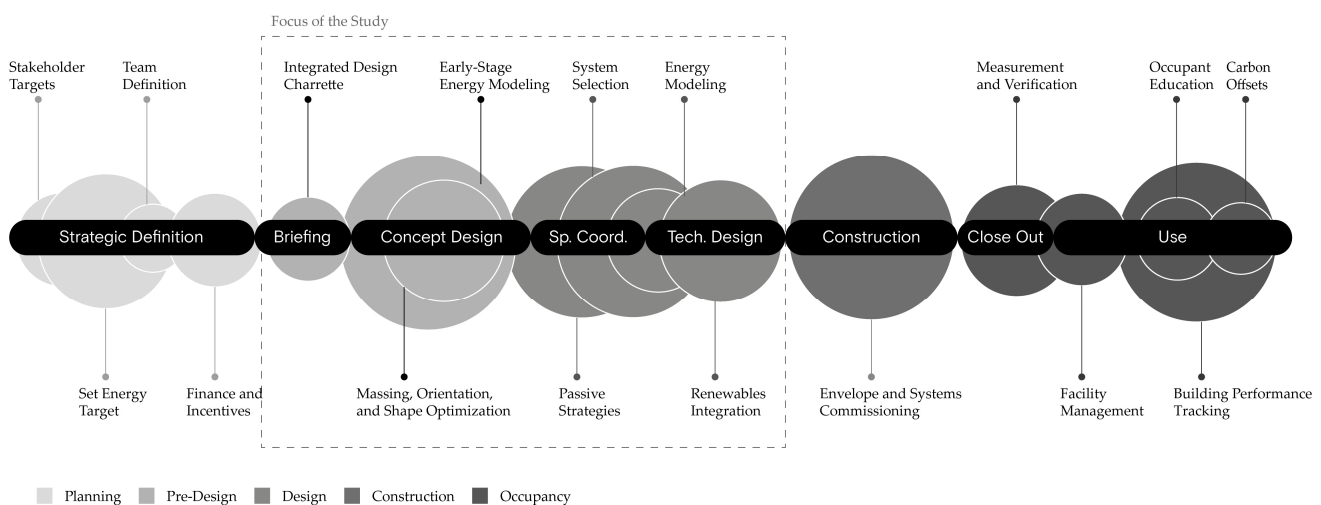 Focus of the Study
Stakeholder
Targets
Team
Definition
Integrated Design
Charrette
Early-Stage
Energy Modeling
System
Selection
Energy
Modeling
Measurement
and Verification
Occupant
Education
Carbon
Offsets
Strategic Definition
Briefing
Concept Design
Sp. Coord.
Tech. Design
Construction
Close Out
Use
Set Energy
Target
Finance and
Incentives
Massing, Orientation,
and Shape Optimization
Passive
Strategies
Renewables
Integration
Envelope and Systems
Commissioning
Facility
Management
Building Performance
Tracking
Planning
Pre-Design
Design
Construction
Occupancy